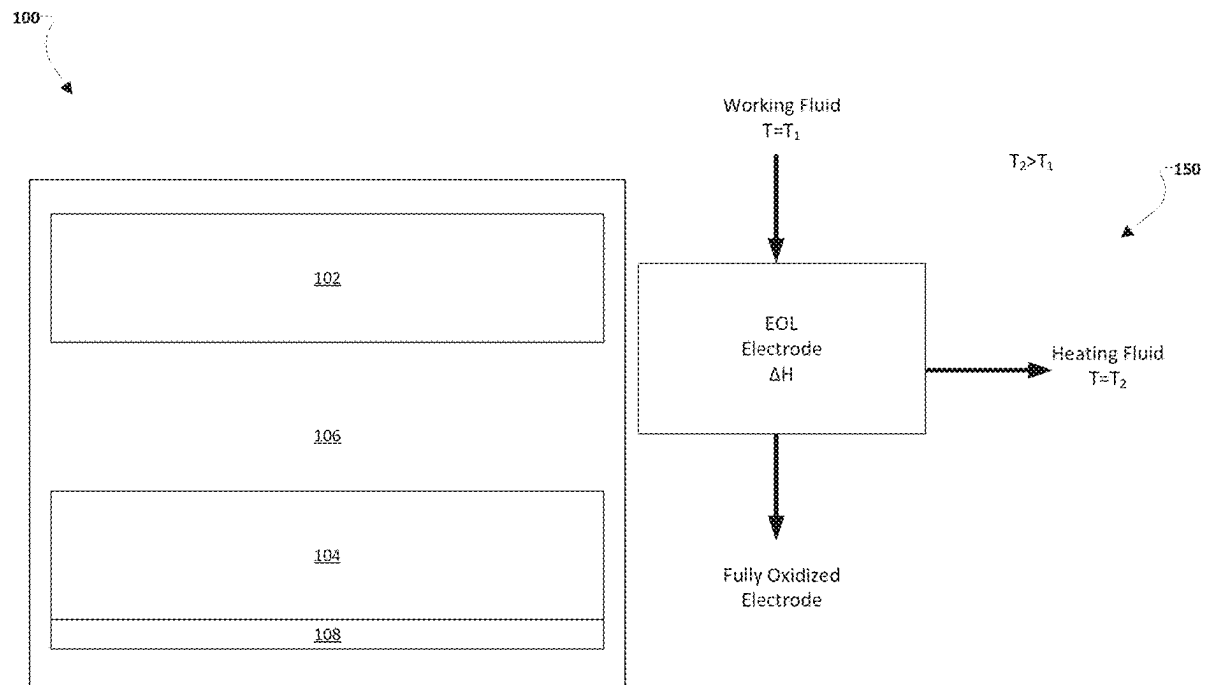 100
Working Fluid
T=T₁
T₂>T₁
150
102
EOL
Electrode
ΔH
Heating Fluid
T=T₂
106
104
Fully Oxidized
Electrode
108